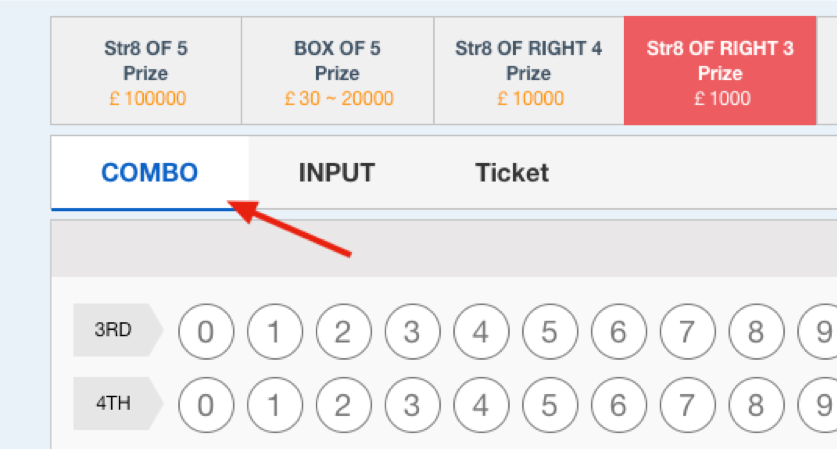 Str8 OF 5
Prize
£ 100000
BOX OF 5
Prize
£ 30 ~ 20000
Str8 OF RIGHT 4
Prize
£ 10000
Str8 OF RIGHT 3
Prize
£ 1000
COMBO INPUT Ticket
3RD 0 1 2 3 4 5 6 7 8 9
4TH 0 1 2 3 4 5 6 7 8 9